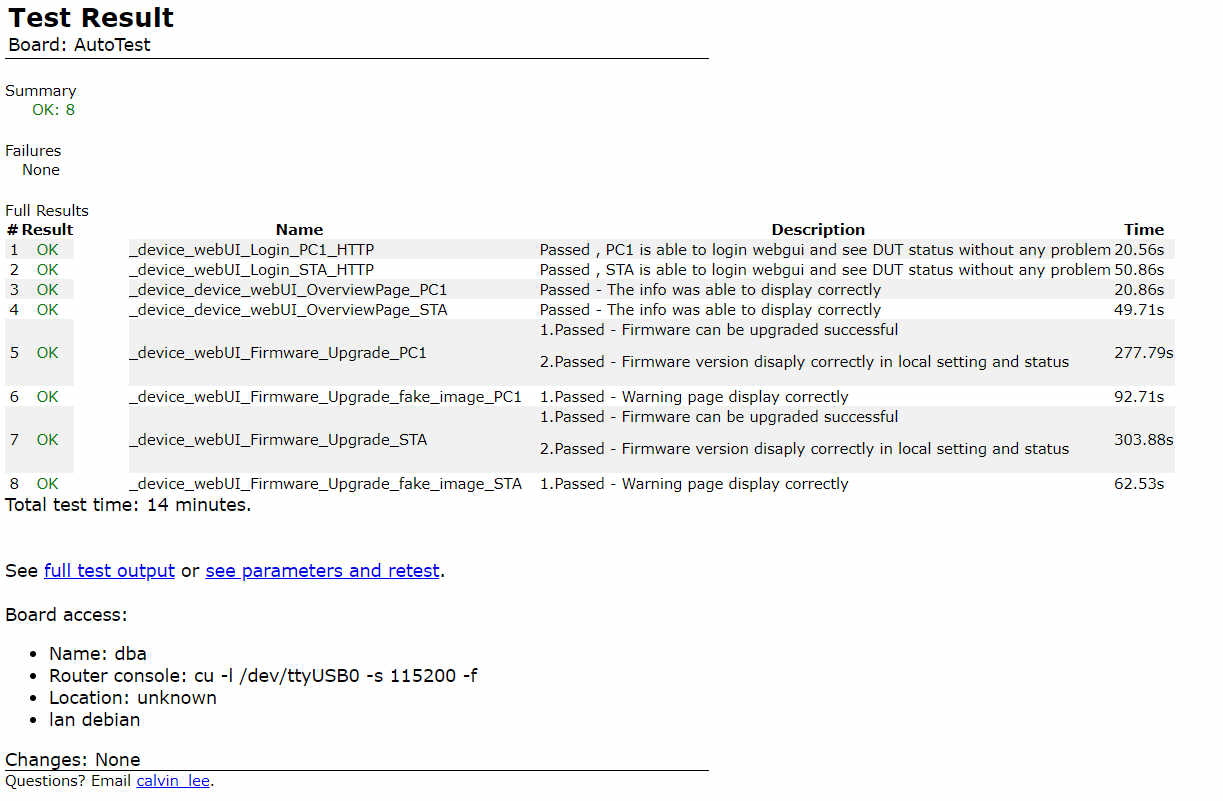 Test Result
Board: AutoTest
Summary
OK: 8
Failures
None
Full Results
# Result Name Description Time
1 OK _device_webUI_Login_PC1_HTTP Passed , PC1 is able to login webgui and see DUT status without any problem 20.56s
2 OK _device_webUI_Login_STA_HTTP Passed , STA is able to login webgui and see DUT status without any problem 50.86s
3 OK _device_device_webUI_OverviewPage_PC1 Passed - The info was able to display correctly 20.86s
4 OK _device_device_webUI_OverviewPage_STA Passed - The info was able to display correctly 49.71s
1.Passed - Firmware can be upgraded successful
5 OK _device_webUI_Firmware_Upgrade_PC1 277.79s
2.Passed - Firmware version disaply correctly in local setting and status
6 OK _device_webUI_Firmware_Upgrade_fake_image_PC1 1.Passed - Warning page display correctly 92.71s
1.Passed - Firmware can be upgraded successful
7 OK _device_webUI_Firmware_Upgrade_STA 303.88s
2.Passed - Firmware version disaply correctly in local setting and status
8 OK _device_webUI_Firmware_Upgrade_fake_image_STA 1.Passed - Warning page display correctly 62.53s
Total test time: 14 minutes.
See full test output or see parameters and retest.
Board access:
• Name: dba
• Router console: cu -l /dev/ttyUSB0 -s 115200 -f
• Location: unknown
• lan debian
Changes: None
Questions? Email calvin_lee.